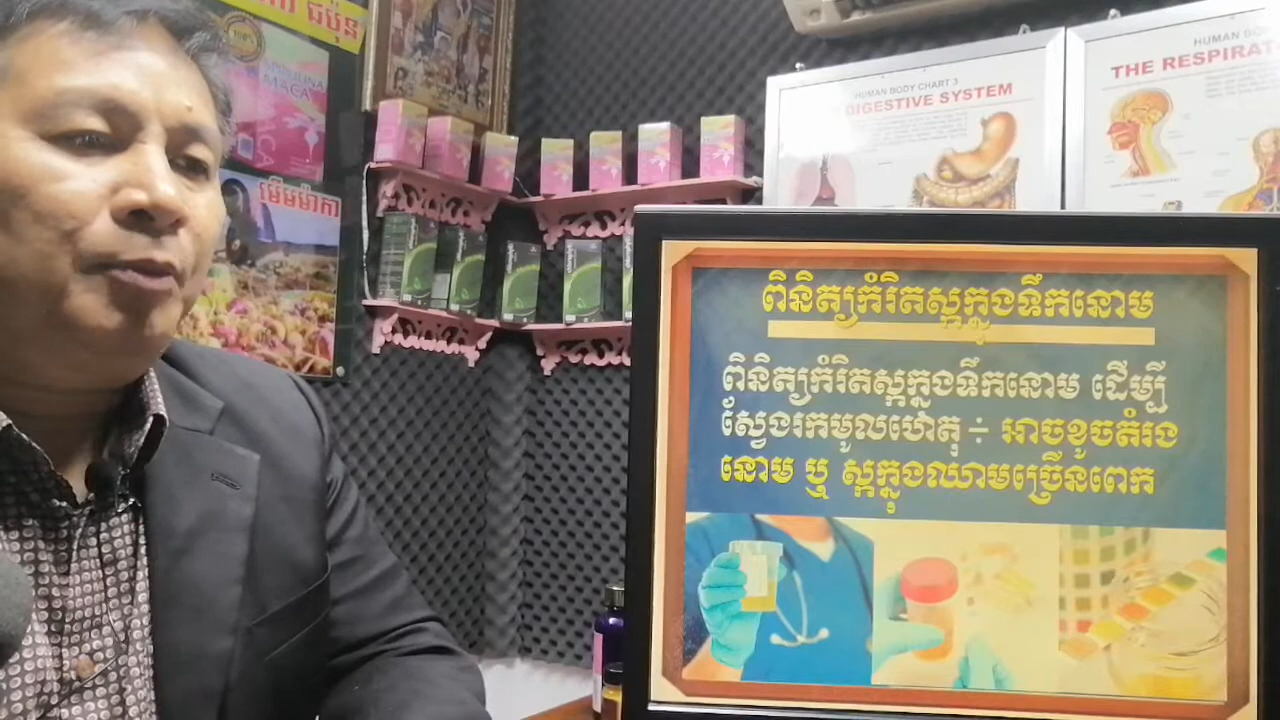 ជប៉ុន
100%
SPIRULINA
MACA
មើមម៉ាកា
HUMAN BODY CHART 3
DIGESTIVE SYSTEM
HUMAN BO
THE RESPIRAT
ពិនិត្យកំរិតស្ករក្នុងទឹកនោម
ពិនិត្យកំរិតស្ករក្នុងទឹកនោម ដើម្បី
ស្វែងរកមូលហេតុ ÷ អាចខូចតំរង
នោម ឬ ស្ករក្នុងឈាមច្រើនពេក